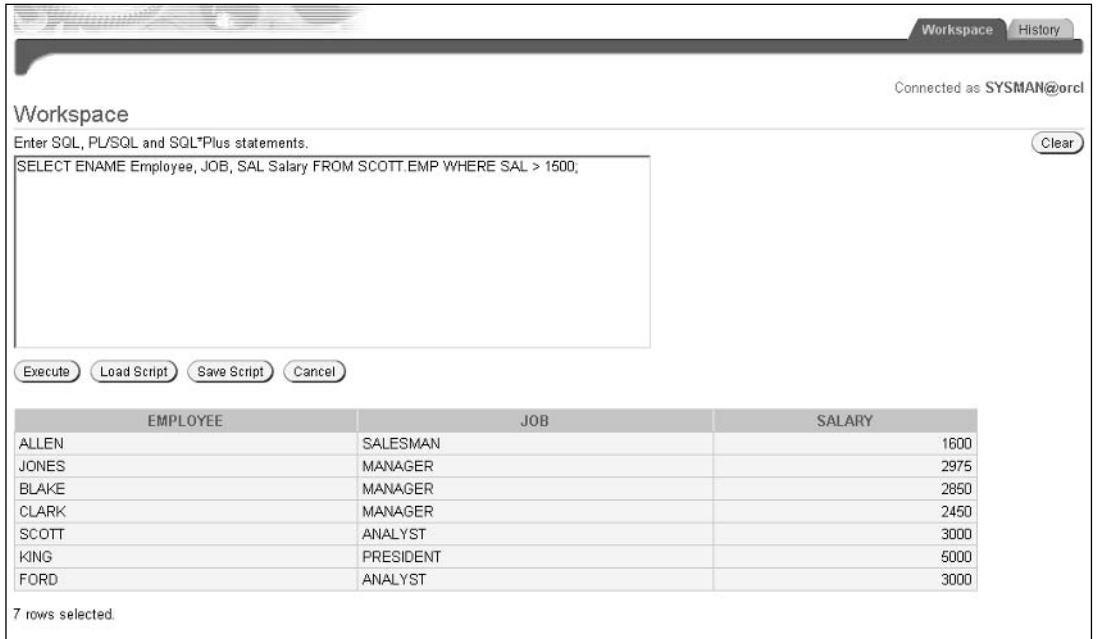 Workspace History
Connected as SYSMAN@orcl
Workspace
Enter SQL, PL/SQL and SQL*Plus statements.
Clear
SELECT ENAME Employee, JOB, SAL Salary FROM SCOTT.EMP WHERE SAL > 1500;
Execute Load Script Save Script Cancel
EMPLOYEE JOB SALARY
ALLEN SALESMAN 1600
JONES MANAGER 2975
BLAKE MANAGER 2850
CLARK MANAGER 2450
SCOTT ANALYST 3000
KING PRESIDENT 5000
FORD ANALYST 3000
7 rows selected.